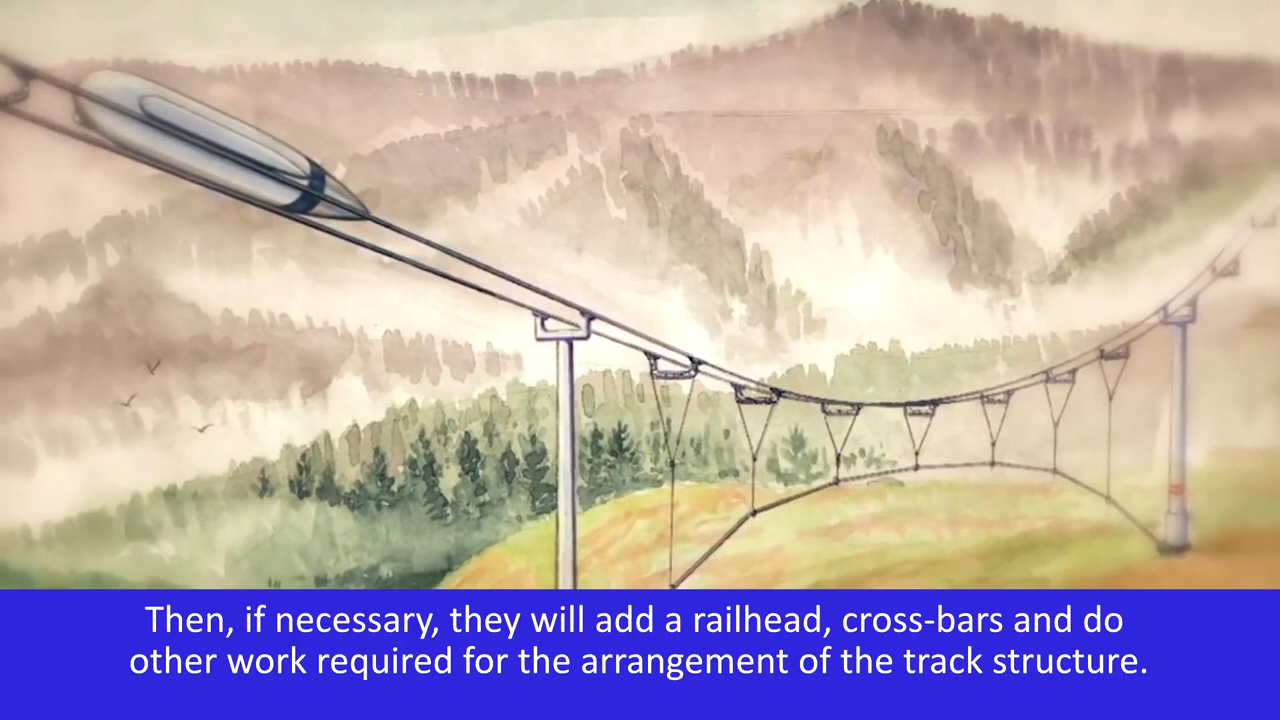 Then, if necessary, they will add a railhead, cross-bars and do
other work required for the arrangement of the track structure.